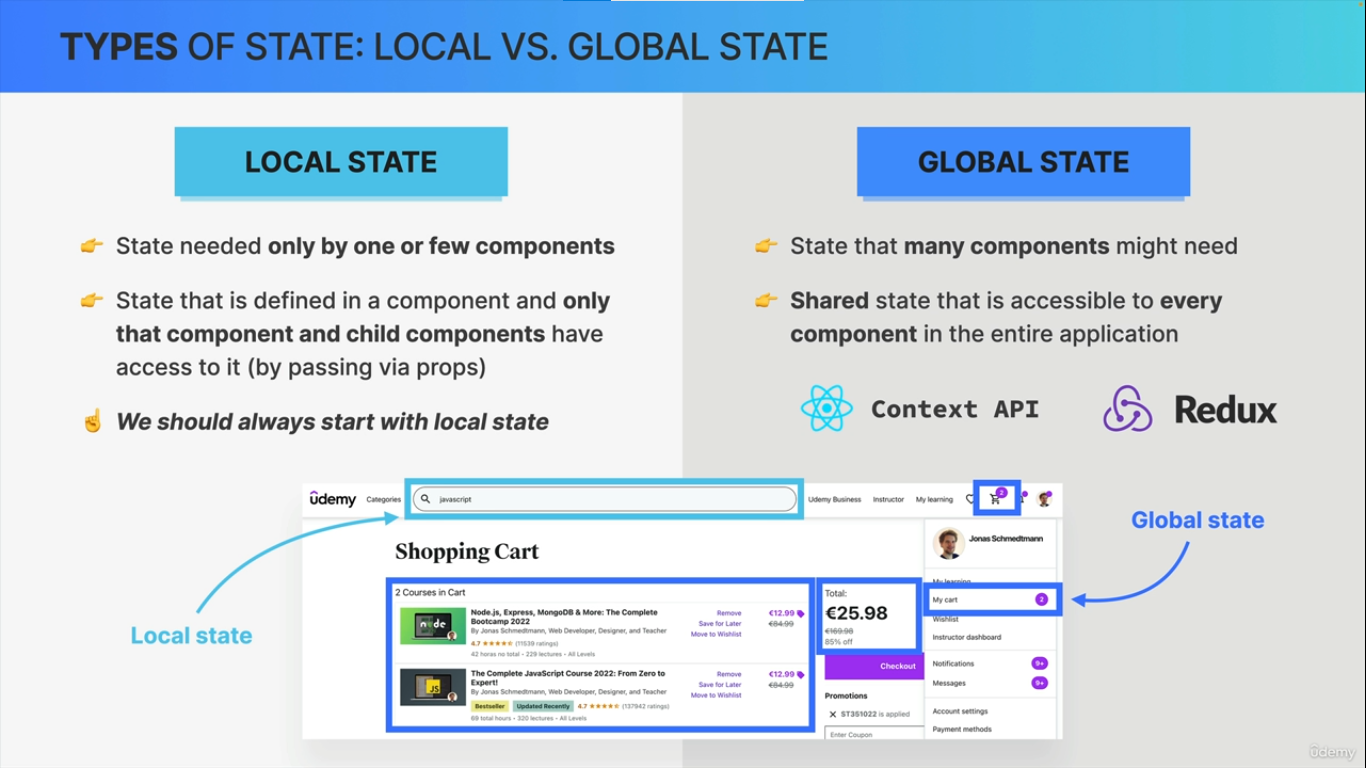 TYPES OF STATE: LOCAL VS. GLOBAL STATE
LOCAL STATE
State needed only by one or few components
State that is defined in a component and only
that component and child components have
access to it (by passing via props)
We should always start with local state
GLOBAL STATE
State that many components might need
Shared state that is accessible to every
component in the entire application
Context API
Redux
Local state
Global state
udemy
Categories
javascript
Udemy Business
Instructor
My learning
2
Shopping Cart
2 Courses in Cart
Node.js, Express, MongoDB & More: The Complete
Bootcamp 2022
By Jonas Schmedtmann, Web Developer, Designer, and Teacher
4.7 (11539 ratings)
42 horas no total • 229 lectures • All Levels
node
Remove
Save for Later
Move to Wishlist
€12.99
€84.99
The Complete JavaScript Course 2022: From Zero to
Expert!
By Jonas Schmedtmann, Web Developer, Designer, and Teacher
Bestseller Updated Recently 4.7 (137942 ratings)
69 total hours • 320 lectures • All Levels
JS
Remove
Save for Later
Move to Wishlist
€12.99
€84.99
Total:
€25.98
€169.98
85% off
Checkout
Promotions
ST351022 is applied
Enter Coupon
Jonas Schmedtmann
My learning
My cart 2
Wishlist
Instructor dashboard
Notifications 9+
Messages 9+
Account settings
Payment methods
udemy